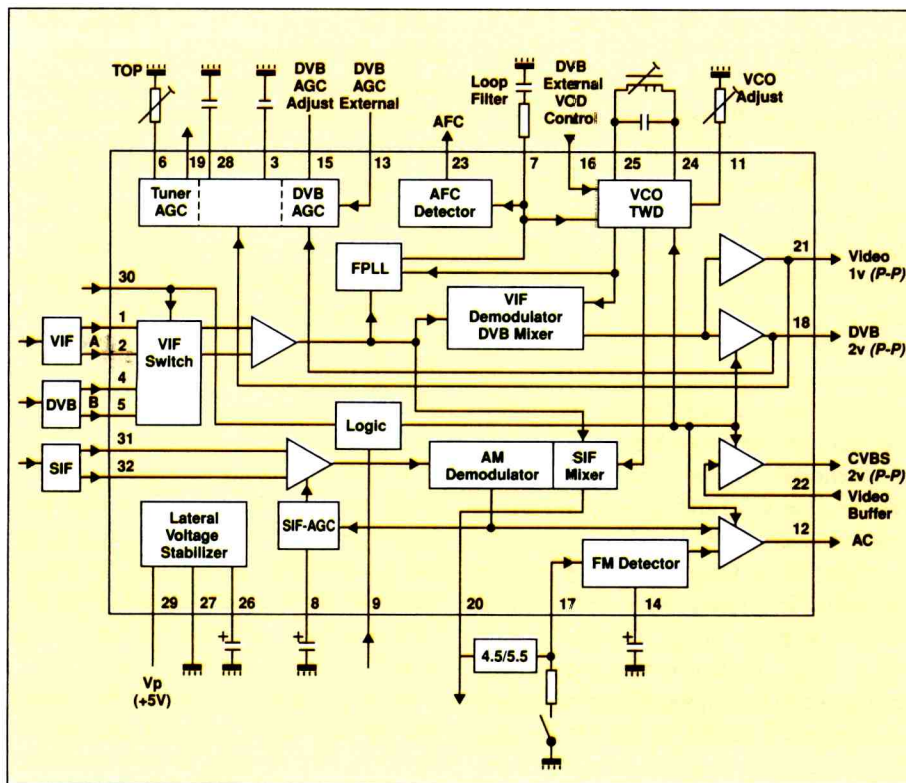 TOP
DVB AGC Adjust
DVB AGC External
AFC
Loop Filter
DVB External VCD Control
VCO Adjust
6
19
28
3
15
13
23
7
16
25
24
11
Tuner AGC
DVB AGC
AFC Detector
VCO TWD
FPLL
VIF Demodulator DVB Mixer
21
Video 1v (P-P)
18
DVB 2v (P-P)
30
1
VIF
A
2
VIF Switch
4
DVB
B
5
Logic
31
SIF
32
AM Demodulator
SIF Mixer
CVBS 2v (P-P)
22
Video Buffer
12
AC
Lateral Voltage Stabilizer
SIF-AGC
FM Detector
29
27
26
8
9
20
17
14
+
+
+
4.5/5.5
Vp (+5V)